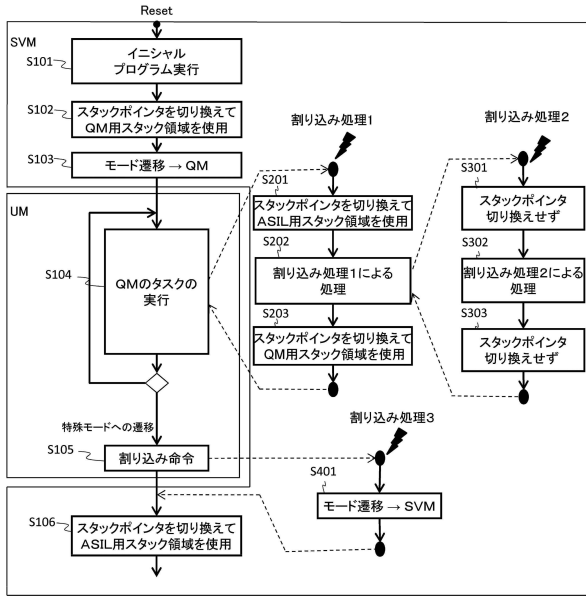 Reset
SVM
S101
イニシャル
プログラム実行
S102
スタックポインタを切り換えて
QM用スタック領域を使用
S103
モード遷移 → QM
UM
S104
QMのタスクの
実行
特殊モードへの遷移
S105
割り込み命令
S106
スタックポインタを切り換えて
ASIL用スタック領域を使用
割り込み処理1
S201
スタックポインタを切り換えて
ASIL用スタック領域を使用
S202
割り込み処理1による
処理
S203
スタックポインタを切り換えて
QM用スタック領域を使用
割り込み処理2
S301
スタックポインタ
切り換えせず
S302
割り込み処理2による
処理
S303
スタックポインタ
切り換えせず
割り込み処理3
S401
モード遷移 → SVM